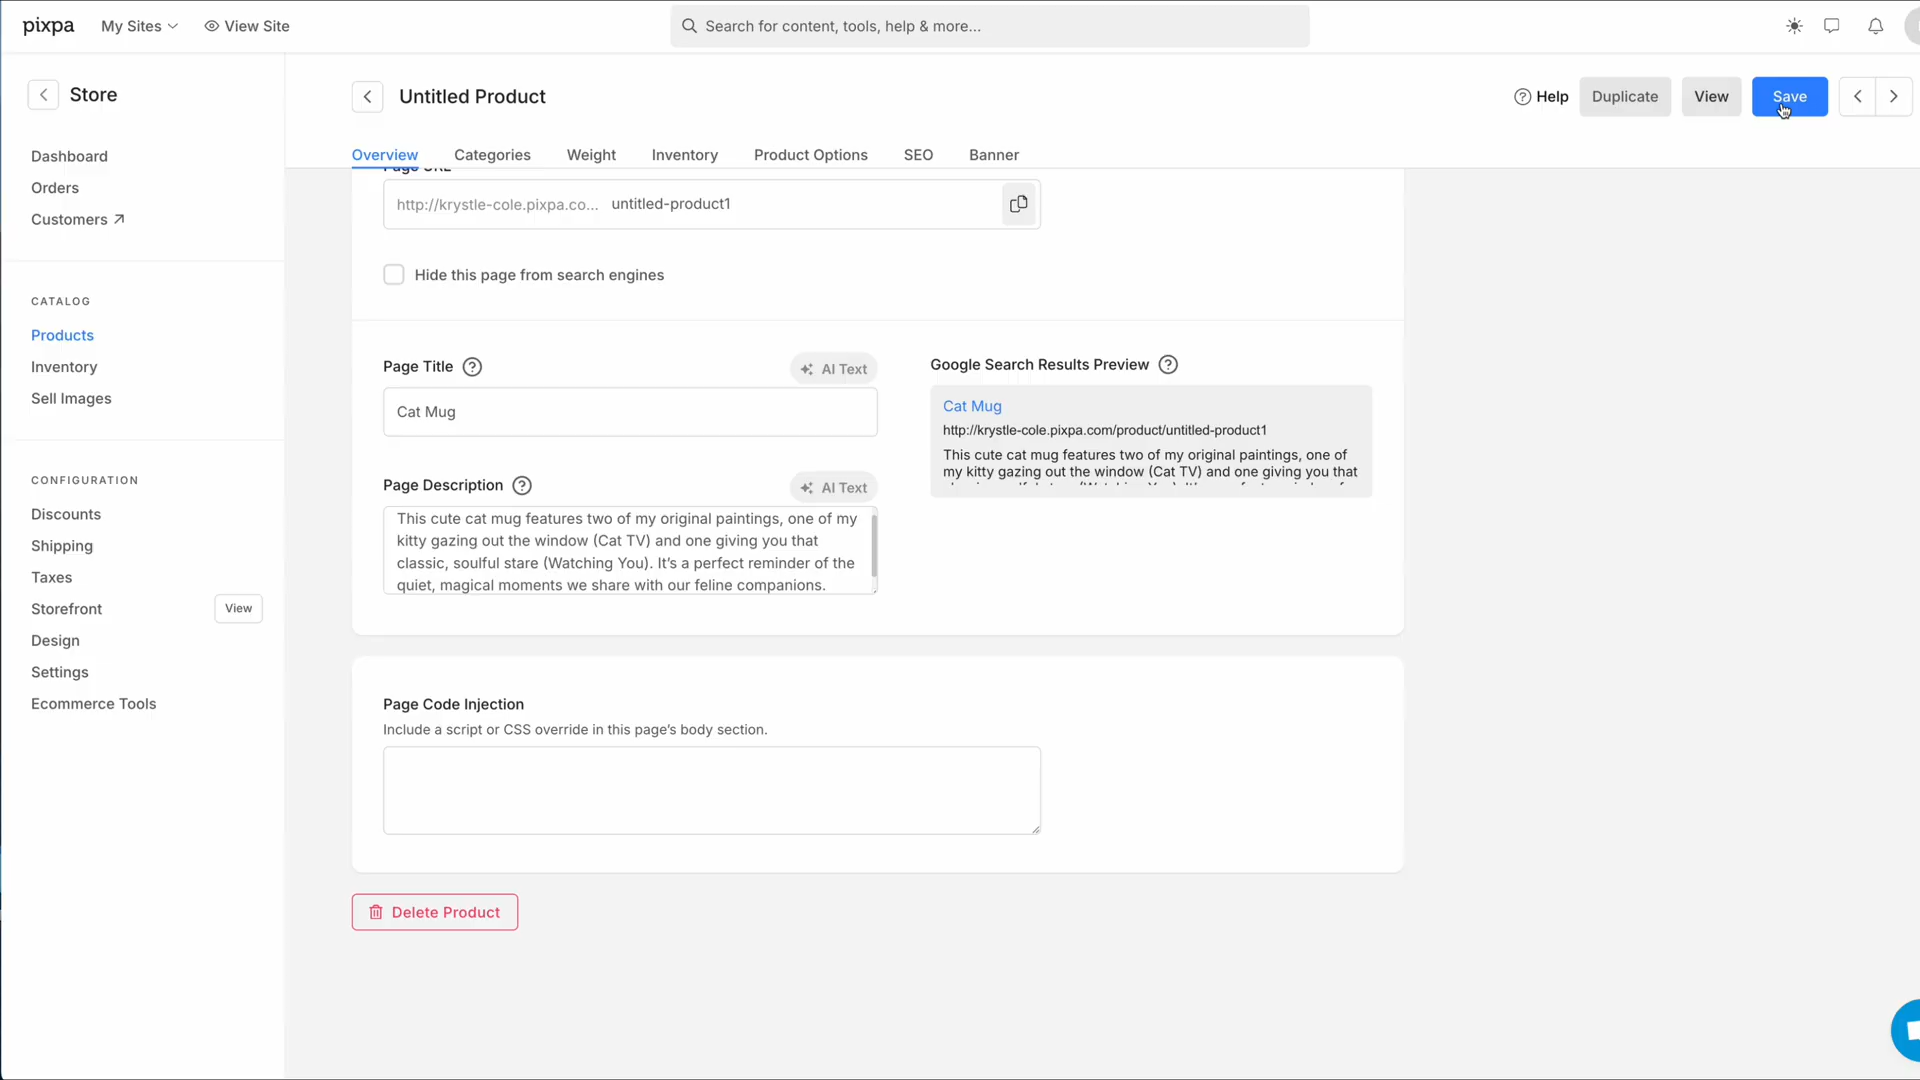 pixpa
My Sites
View Site
Search for content, tools, help & more...
Store
Untitled Product
Help
Duplicate
View
Save
Overview
Categories
Weight
Inventory
Product Options
SEO
Banner
Dashboard
Orders
Customers
CATALOG
Products
Inventory
Sell Images
CONFIGURATION
Discounts
Shipping
Taxes
Storefront
View
Design
Settings
Ecommerce Tools
Page URL
http://krystle-cole.pixpa.co... untitled-product1
Hide this page from search engines
Page Title
AI Text
Cat Mug
Page Description
AI Text
This cute cat mug features two of my original paintings, one of my
kitty gazing out the window (Cat TV) and one giving you that
classic, soulful stare (Watching You). It's a perfect reminder of the
quiet, magical moments we share with our feline companions.
Google Search Results Preview
Cat Mug
http://krystle-cole.pixpa.com/product/untitled-product1
This cute cat mug features two of my original paintings, one of
my kitty gazing out the window (Cat TV) and one giving you that
Page Code Injection
Include a script or CSS override in this page's body section.
Delete Product